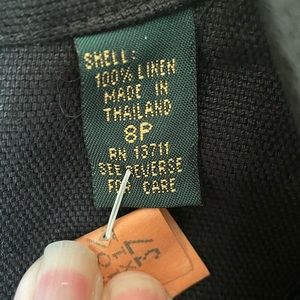 SHELL:
100% LINEN
MADE IN
THAILAND
8P
RN 13711
SEE REVERSE
FOR CARE